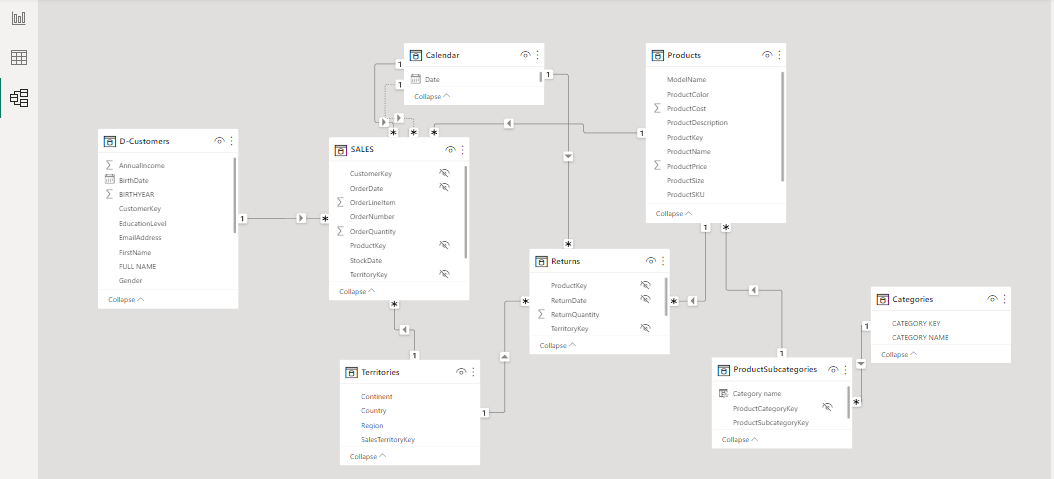 Calendar
Date
Collapse
1
1
1
Products
ModelName
ProductColor
ProductCost
ProductDescription
ProductKey
ProductName
ProductPrice
ProductSize
ProductSKU
Collapse
1
1
*
D-Customers
AnnualIncome
BirthDate
BIRTHYEAR
CustomerKey
EducationLevel
EmailAddress
FirstName
FULL NAME
Gender
Collapse
1
*
*
*
*
SALES
CustomerKey
OrderDate
OrderLineItem
OrderNumber
OrderQuantity
ProductKey
StockDate
TerritoryKey
Collapse
*
*
Returns
ProductKey
ReturnDate
ReturnQuantity
TerritoryKey
Collapse
*
*
Categories
CATEGORY KEY
CATEGORY NAME
Collapse
1
1
Territories
Continent
Country
Region
SalesTerritoryKey
Collapse
1
1
ProductSubcategories
Category name
ProductCategoryKey
ProductSubcategoryKey
Collapse
*